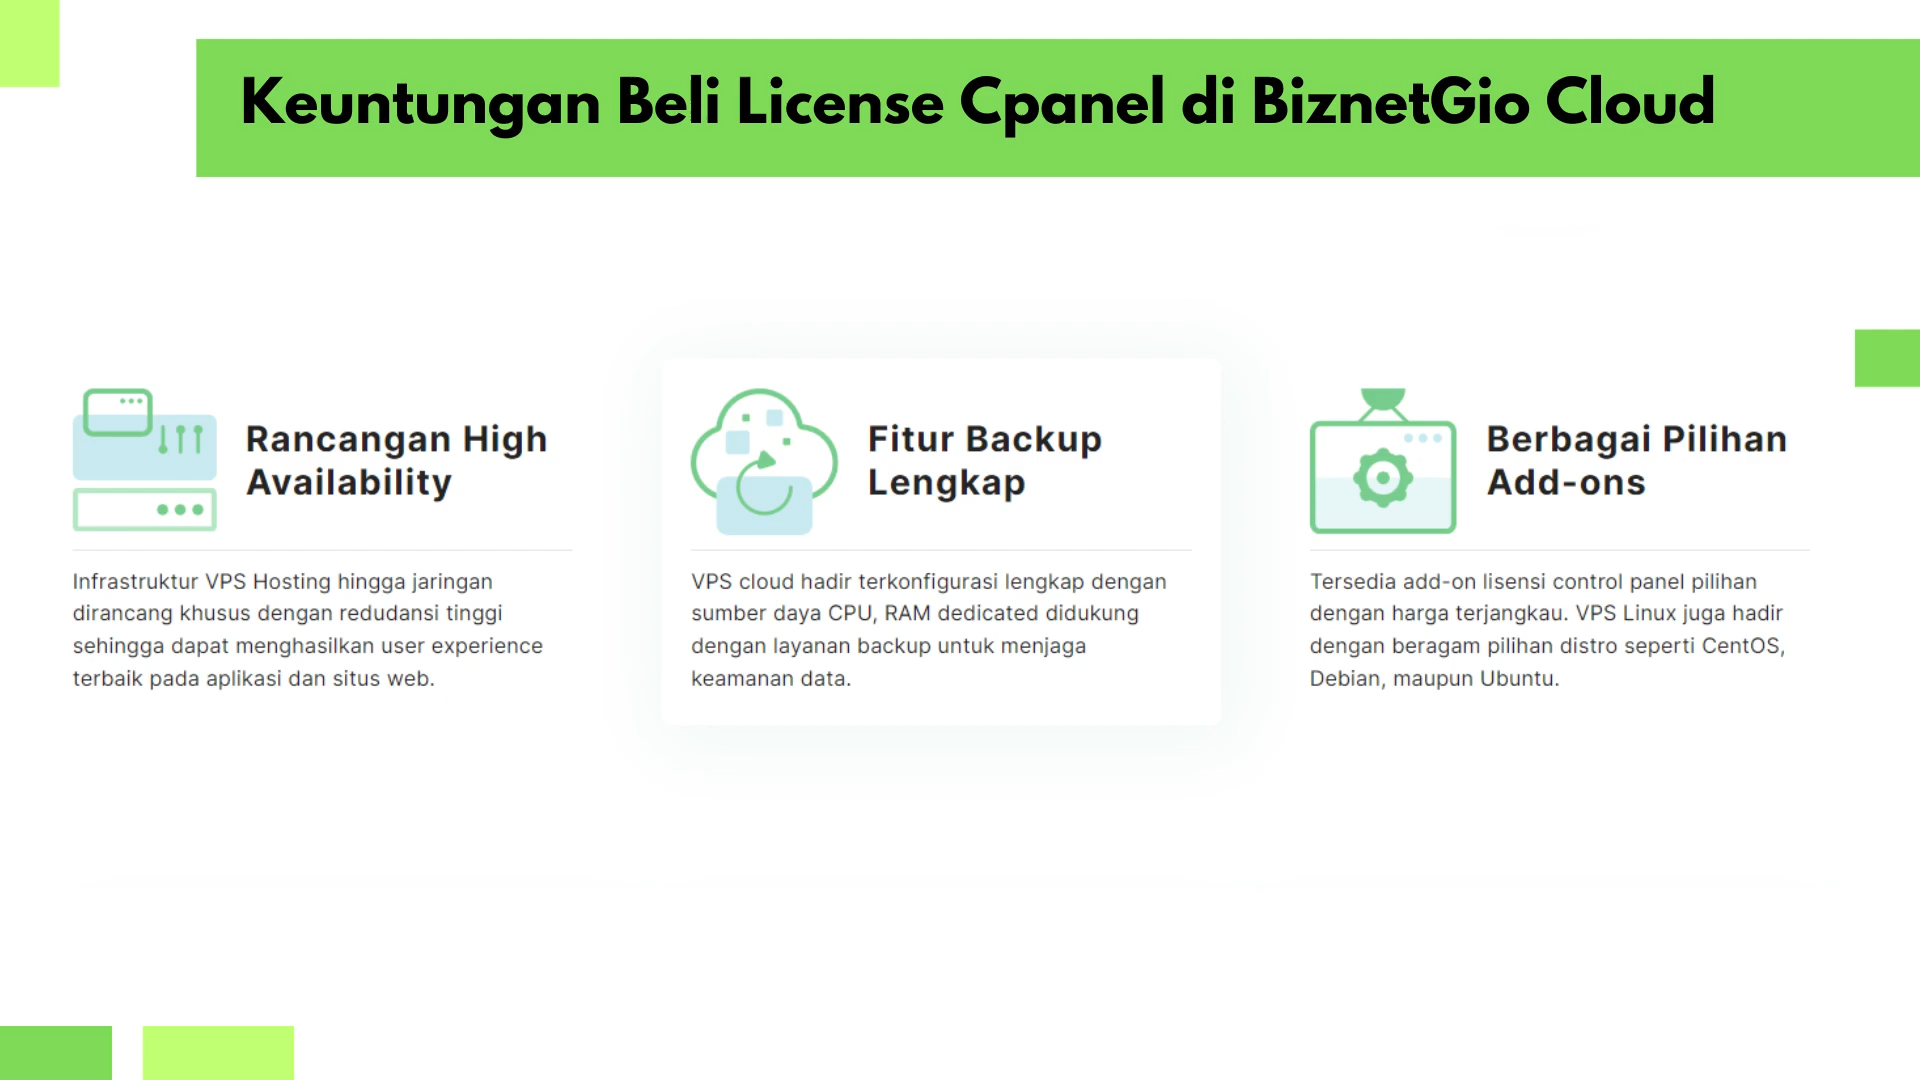 Keuntungan Beli License Cpanel di BiznetGio Cloud
Rancangan High
Availability
Infrastruktur VPS Hosting hingga jaringan
dirancang khusus dengan redudansi tinggi
sehingga dapat menghasilkan user experience
terbaik pada aplikasi dan situs web.
Fitur Backup
Lengkap
VPS cloud hadir terkonfigurasi lengkap dengan
sumber daya CPU, RAM dedicated didukung
dengan layanan backup untuk menjaga
keamanan data.
Berbagai Pilihan
Add-ons
Tersedia add-on lisensi control panel pilihan
dengan harga terjangkau. VPS Linux juga hadir
dengan beragam pilihan distro seperti CentOS,
Debian, maupun Ubuntu.